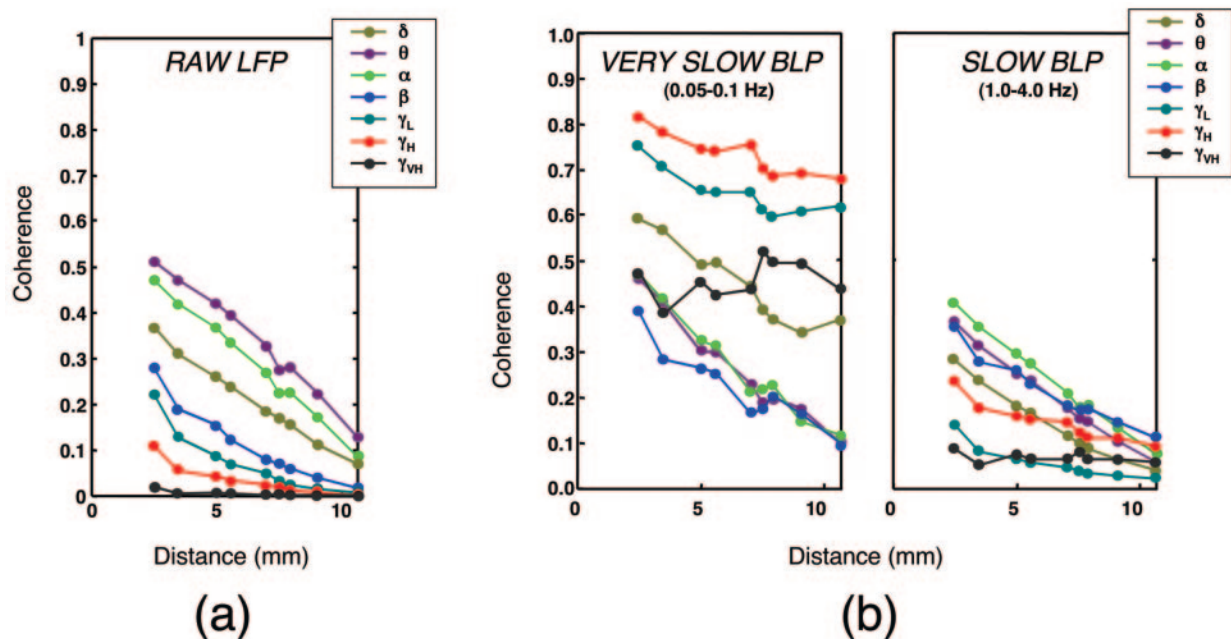 δ
θ
α
β
γL
γH
γVH
RAW LFP
1
0.9
0.8
0.7
0.6
0.5
0.4
0.3
0.2
0.1
0
Coherence
0 5 10
Distance (mm)
(a)
VERY SLOW BLP
(0.05-0.1 Hz)
1.0
0.9
0.8
0.7
0.6
0.5
0.4
0.3
0.2
0.1
0.0
Coherence
0 5 10
SLOW BLP
(1.0-4.0 Hz)
δ
θ
α
β
γL
γH
γVH
0 5 10
Distance (mm)
(b)